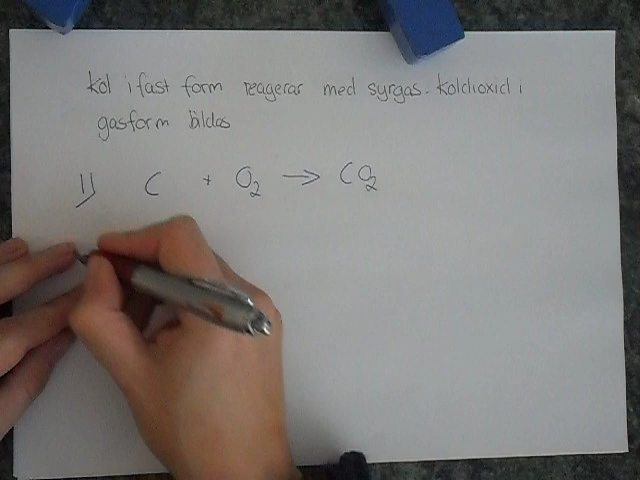 Kol i fast form reagerar med syrgas. Koldioxid i
gasform bildas
1) C + O₂ → CO₂